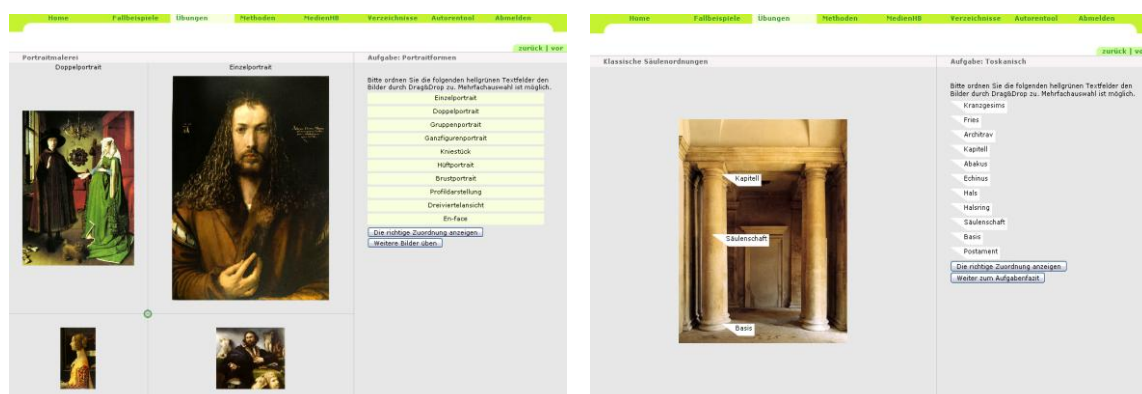 Home Fallbeispiele Übungen Methoden MedienHB Verzeichnisse Autorentool Abmelden
zurück | vor
Portraitmalerei
Aufgabe: Portraitformen
Doppelportrait
Einzelportrait
Bitte ordnen Sie die folgenden hellgrünen Textfelder den
Bilder durch Drag&Drop zu. Mehrfachauswahl ist möglich.
Einzelportrait
Doppelportrait
Gruppenportrait
Ganzfigurenportrait
Kniestück
Hüftportrait
Brustportrait
Profildarstellung
Dreiviertelansicht
En-face
Die richtige Zuordnung anzeigen
Weitere Bilder üben
Home Fallbeispiele Übungen Methoden MedienHB Verzeichnisse Autorentool Abmelden
zurück | vo
Klassische Säulenordnungen
Aufgabe: Toskanisch
Bitte ordnen Sie die folgenden hellgrünen Textfelder den
Bilder durch Drag&Drop zu. Mehrfachauswahl ist möglich.
Kranzgesims
Fries
Architrav
Kapitell
Abakus
Echinus
Hals
Halsring
Säulenschaft
Basis
Postament
Die richtige Zuordnung anzeigen
Weiter zum Aufgabenfazit
Kapitell
Säulenschaft
Basis